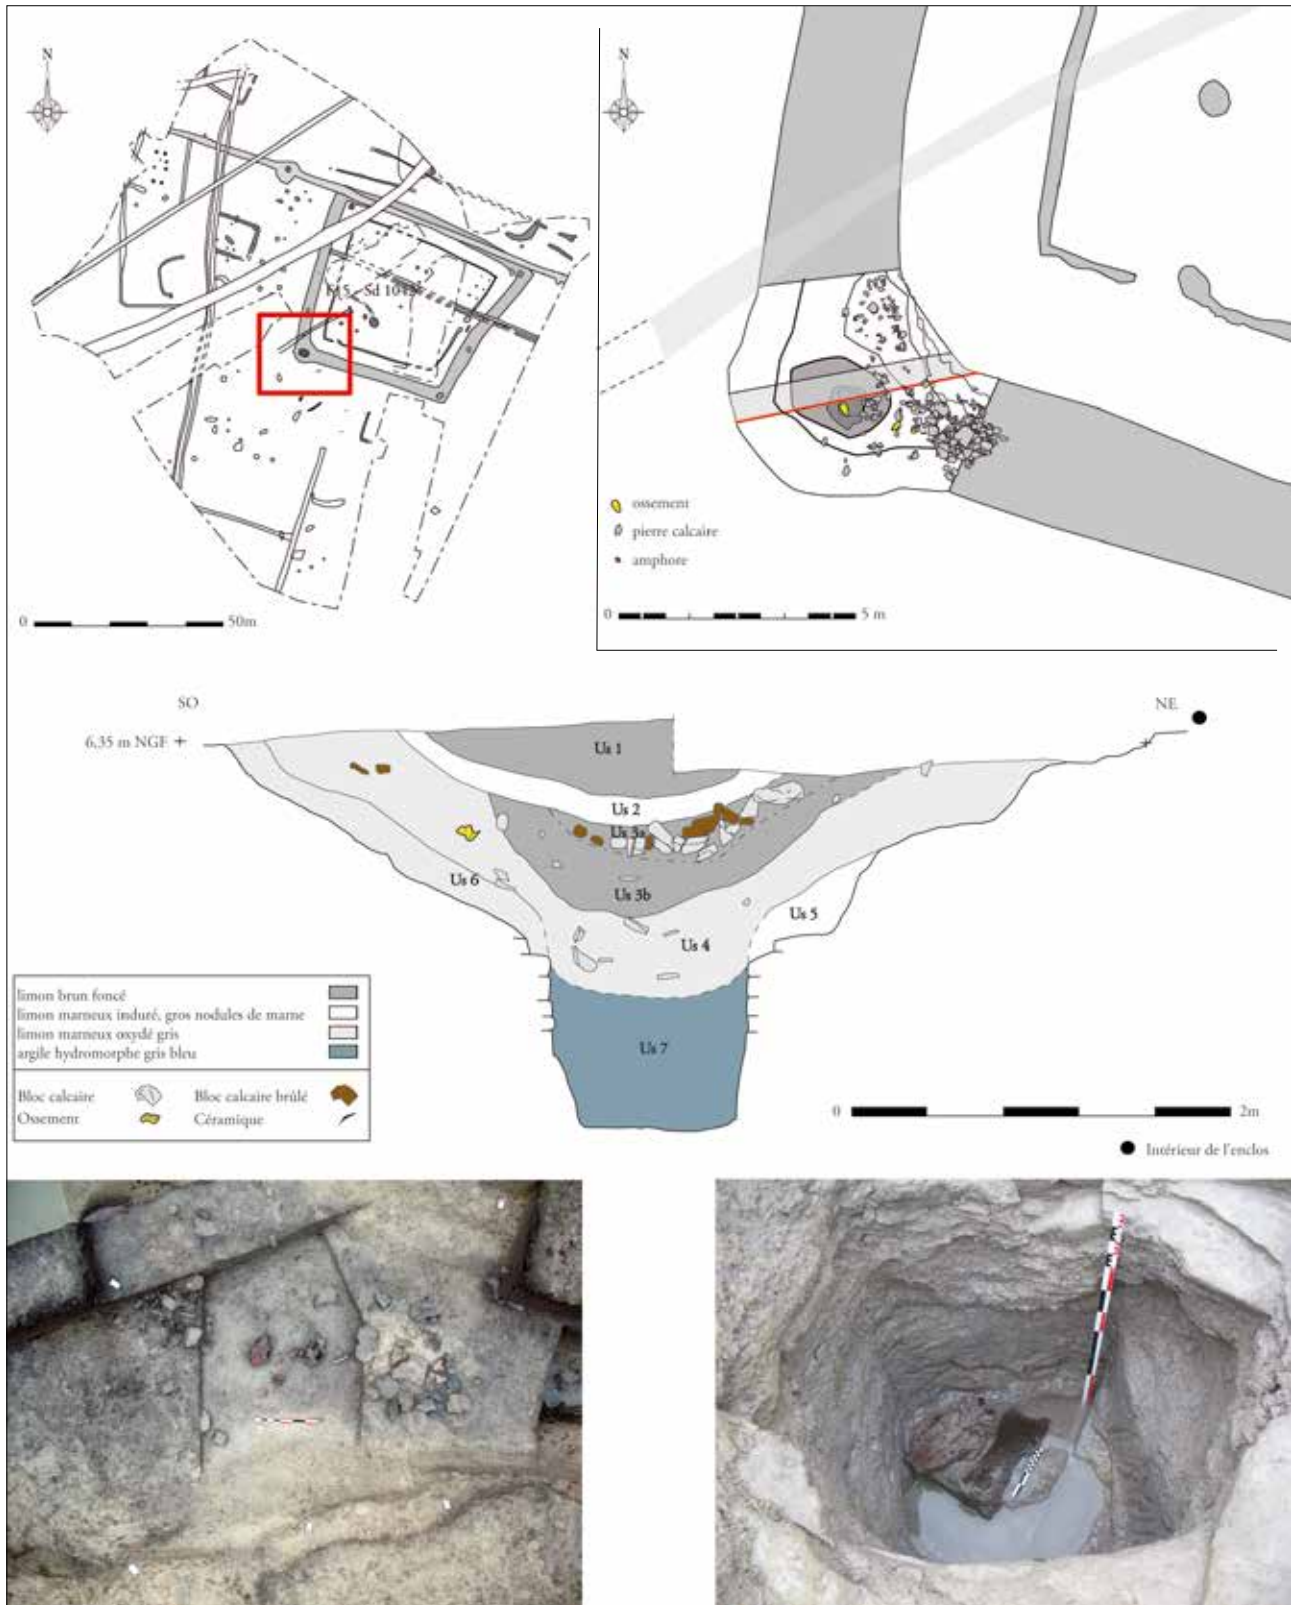 N
0 50m
N
ossement
pierre calcaire
amphore
0 5 m
SO
NE
6,35 m NGF
Us 1
Us 2
Us 3a
Us 3b
Us 6
Us 5
Us 4
Us 7
limon brun foncé
limon marneux induré, gros nodules de marne
limon marneux oxydé gris
argile hydromorphe gris bleu
Bloc calcaire
Bloc calcaire brûlé
Ossement
Céramique
0 2m
Intérieur de l'enclos